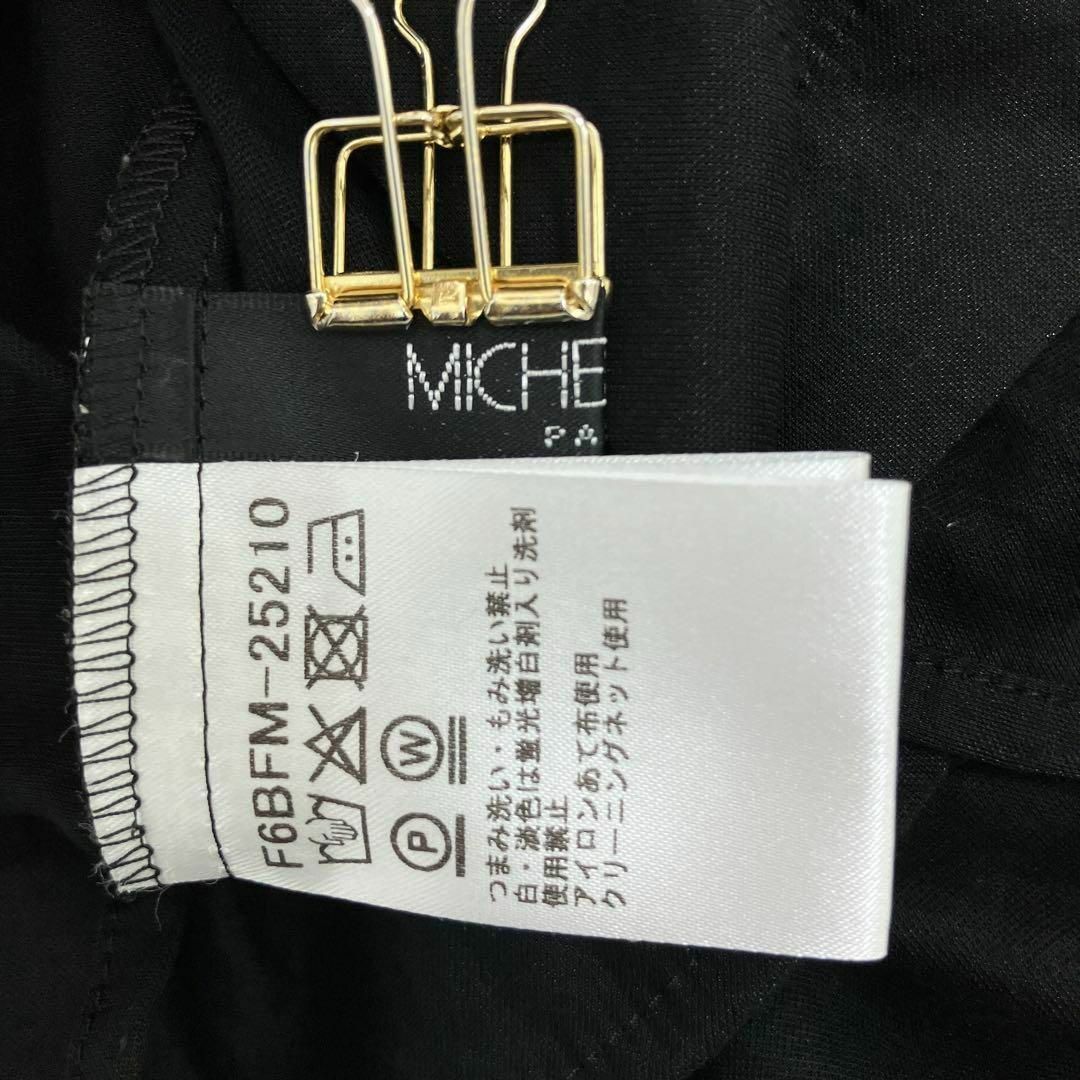 MICHE
F6BFM-25210
P
W
つまみ洗い・もみ洗い禁止
白・淡色は蛍光増白剤入り洗剤
使用禁止
アイロンあて布使用
クリーニングネット使用